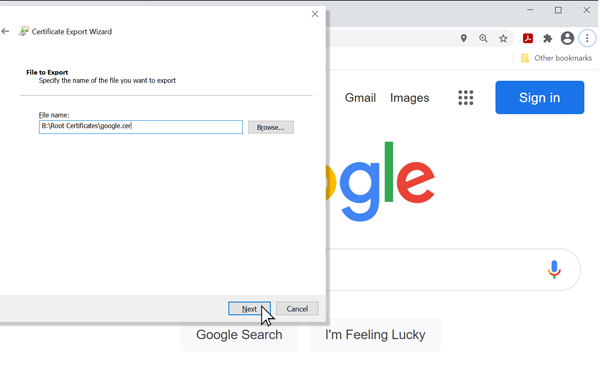 Certificate Export Wizard
File to Export
Specify the name of the file you want to export
File name:
B:\Root Certificates\google.cer
Browse...
Next
Cancel
Other bookmarks
Gmail
Images
Sign in
gle
Google Search
I'm Feeling Lucky